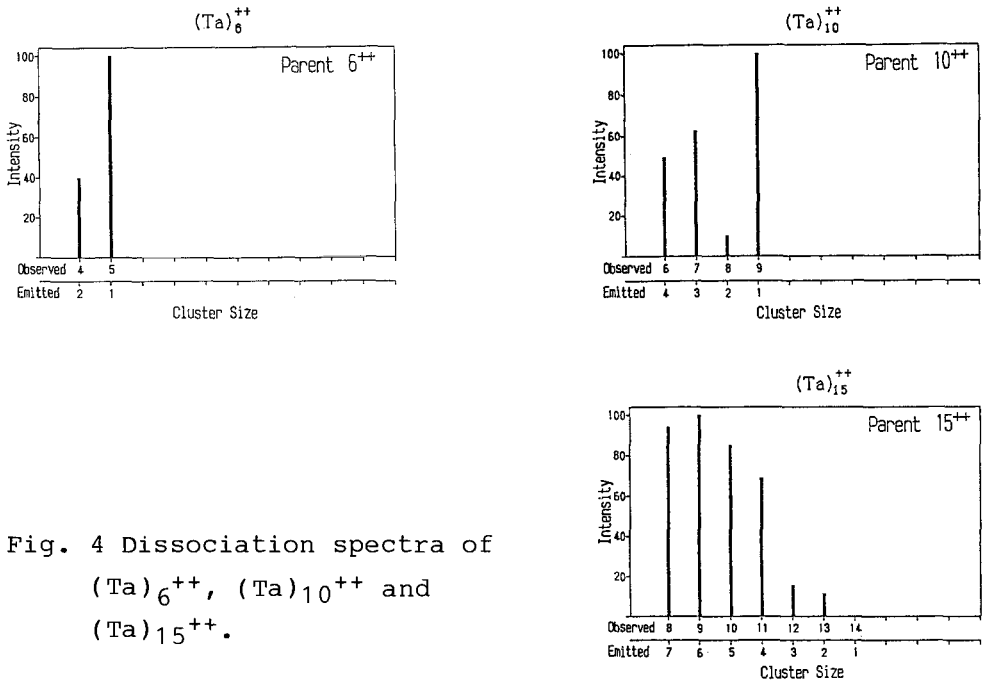 (Ta)₆⁺⁺
Parent 6⁺⁺
100
80
60
40
20
Intensity
Observed 4 5
Emitted 2 1
Cluster Size
(Ta)₁₀⁺⁺
Parent 10⁺⁺
100
80
60
40
20
Intensity
Observed 6 7 8 9
Emitted 4 3 2 1
Cluster Size
(Ta)₁₅⁺⁺
Parent 15⁺⁺
100
80
60
40
20
Intensity
Observed 8 9 10 11 12 13 14
Emitted 7 6 5 4 3 2 1
Cluster Size
Fig. 4 Dissociation spectra of
(Ta)₆⁺⁺, (Ta)₁₀⁺⁺ and
(Ta)₁₅⁺⁺.